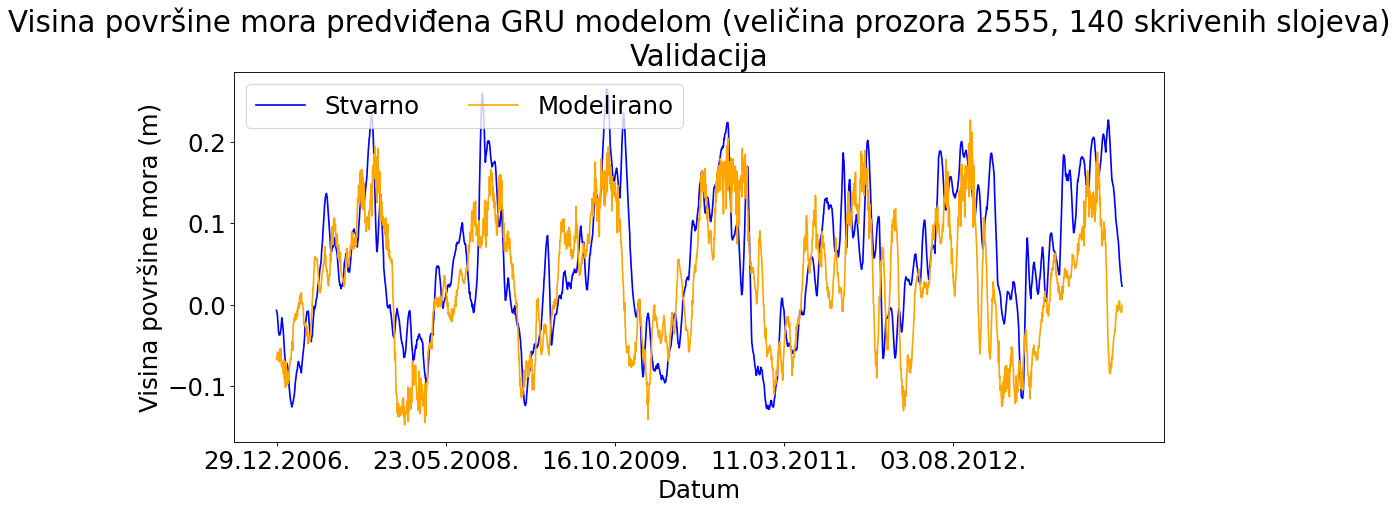 Visina površine mora predviđena GRU modelom (veličina prozora 2555, 140 skrivenih slojeva)
Validacija
Stvarno Modelirano
Visina površine mora (m)
0.2
0.1
0.0
−0.1
29.12.2006. 23.05.2008. 16.10.2009. 11.03.2011. 03.08.2012.
Datum